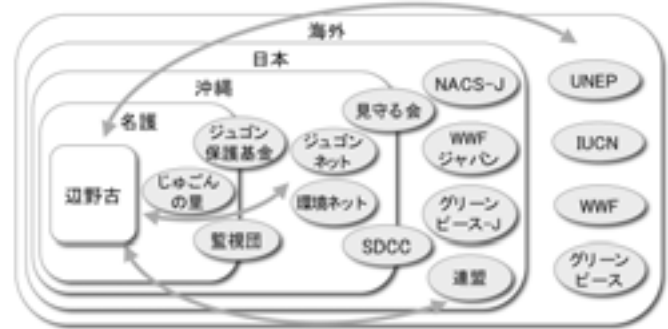 海外
日本
沖縄
名護
辺野古
じゅごん
の里
ジュゴン
保護基金
監視団
ジュゴン
ネット
環境ネット
見守る会
SDCC
NACS-J
WWF
ジャパン
グリーン
ピース-J
連盟
UNEP
IUCN
WWF
グリーン
ピース